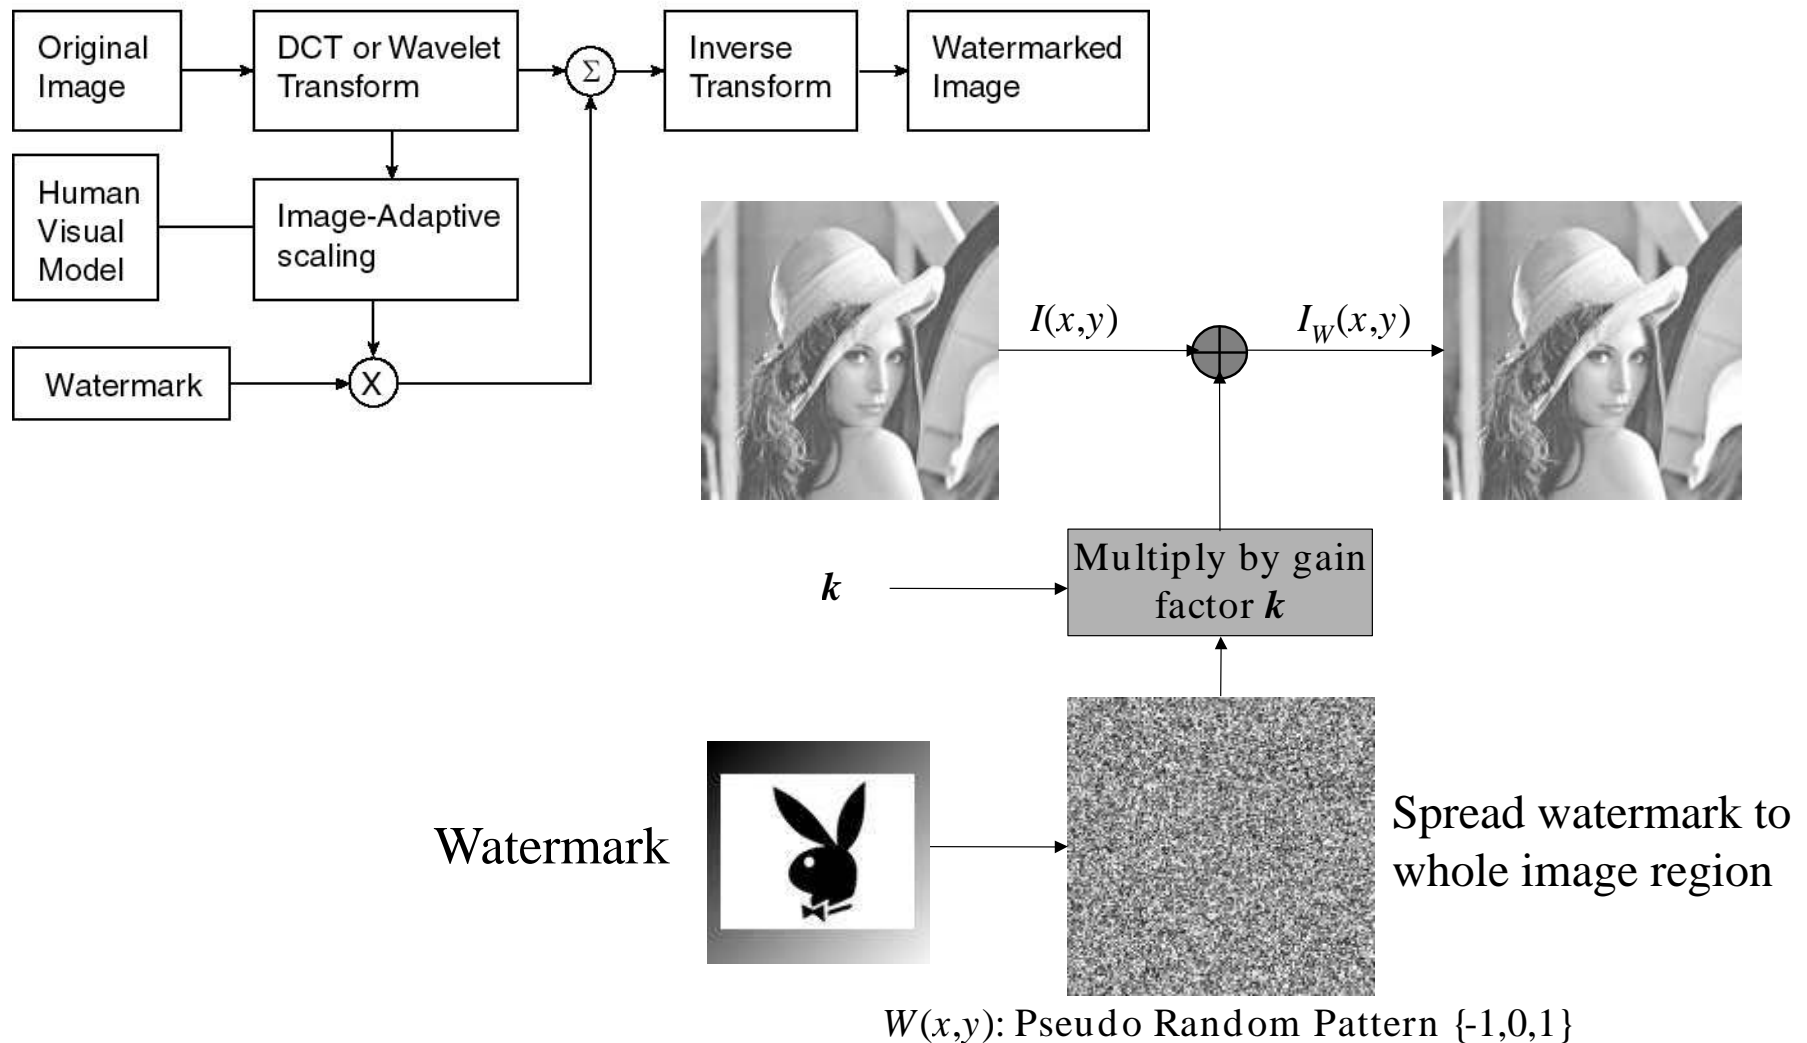 Original
Image
DCT or Wavelet
Transform
Σ
Inverse
Transform
Watermarked
Image
Human
Visual
Model
Image-Adaptive
scaling
Watermark
X
I(x,y)
I_W(x,y)
k
Multiply by gain
factor k
Watermark
Spread watermark to
whole image region
W(x,y): Pseudo Random Pattern {-1,0,1}